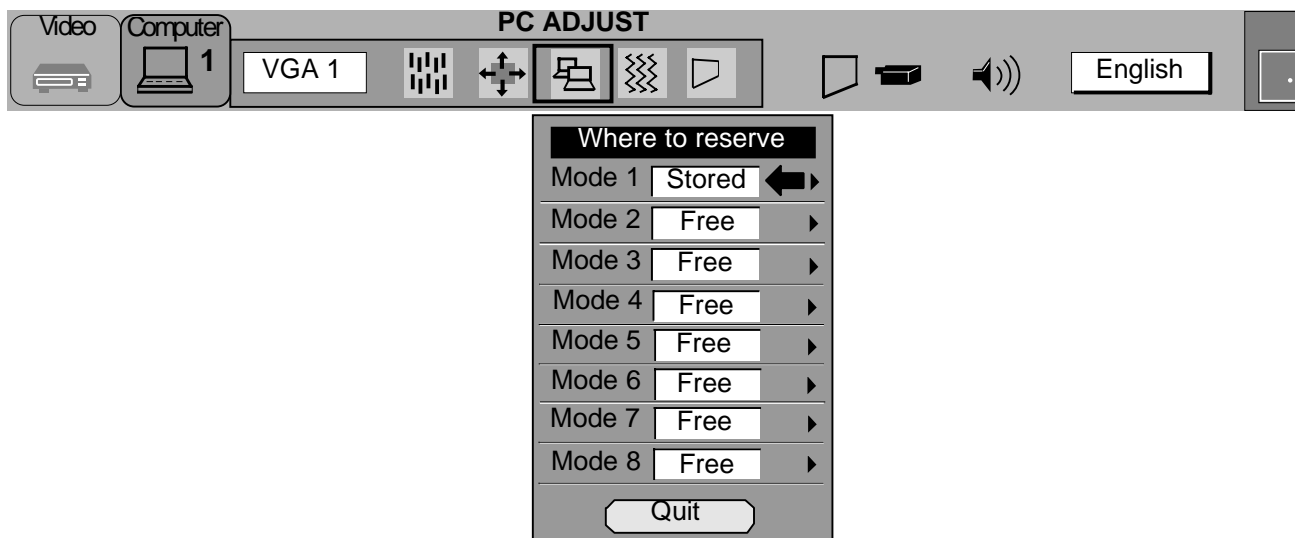 PC ADJUST
Video
Computer
1
VGA 1
English
Where to reserve
Mode 1 Stored
Mode 2 Free
Mode 3 Free
Mode 4 Free
Mode 5 Free
Mode 6 Free
Mode 7 Free
Mode 8 Free
Quit